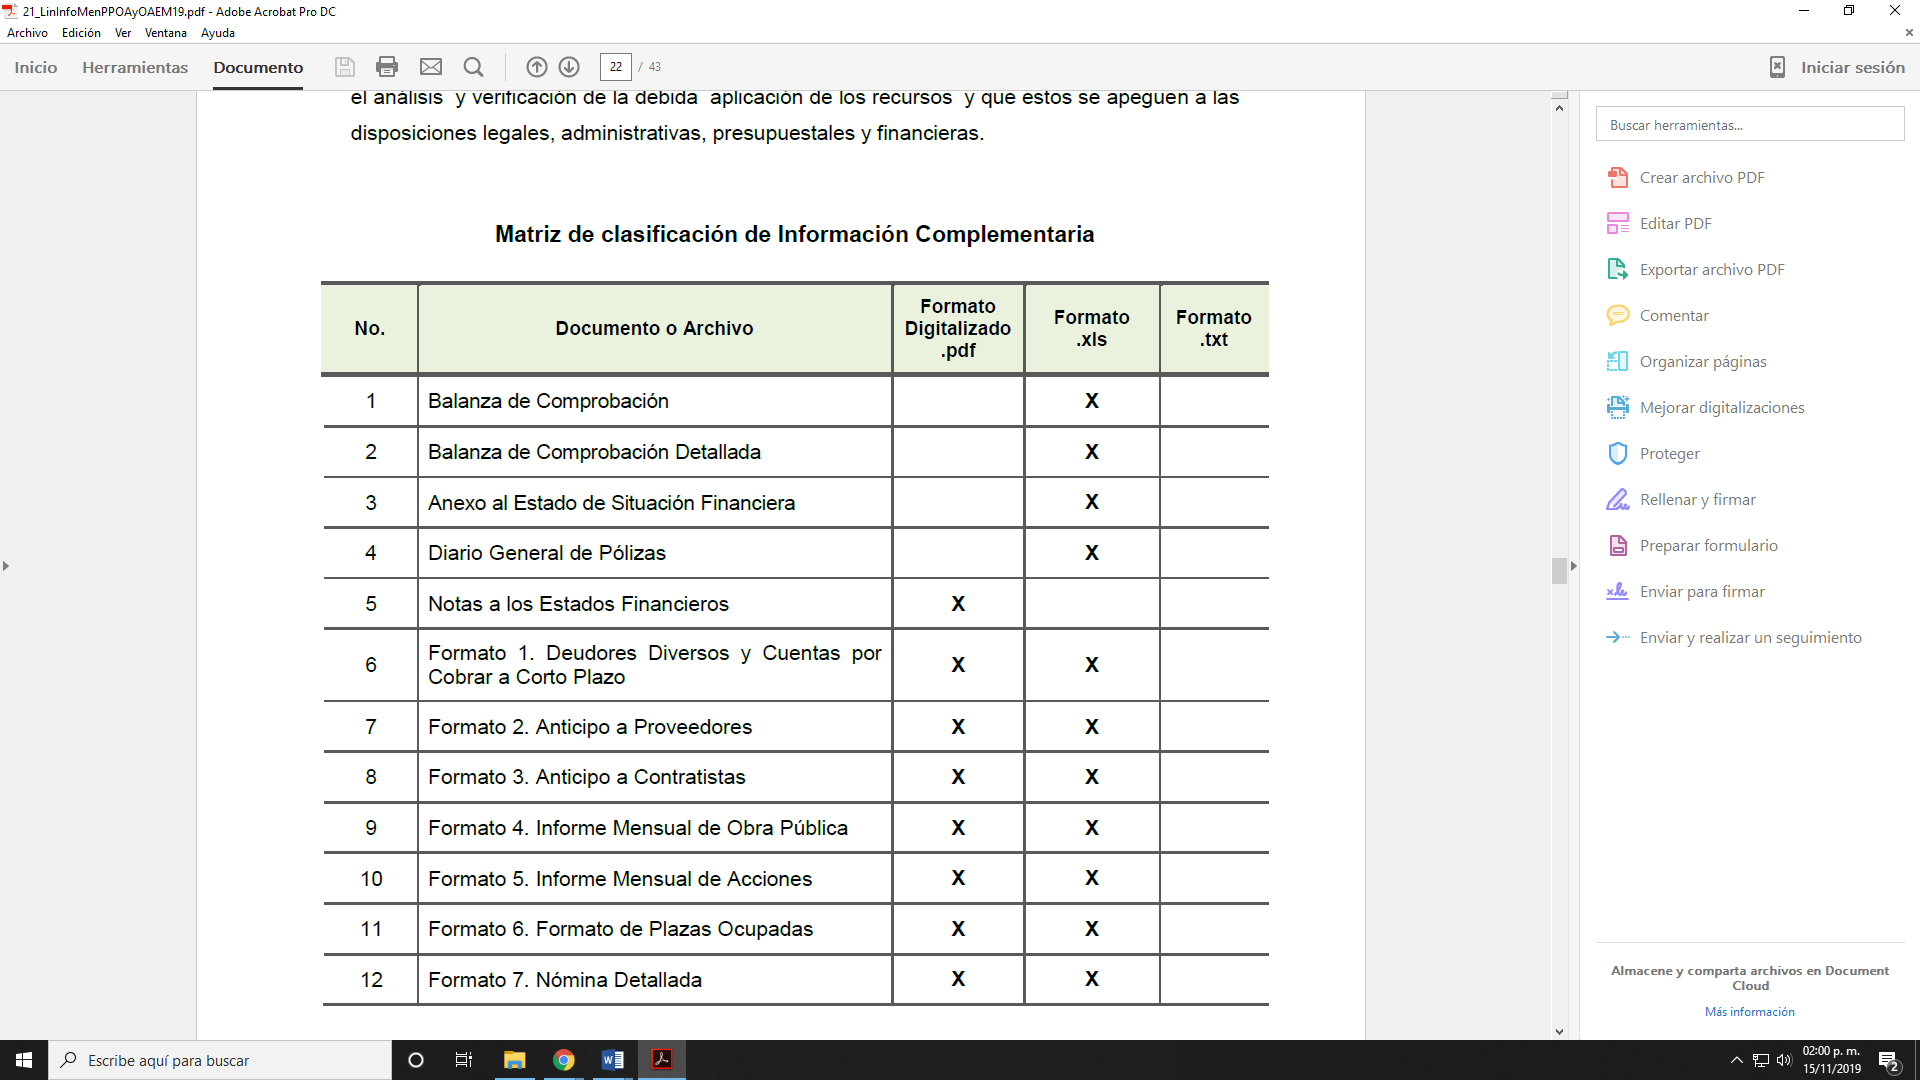 21_LinInfoMenPPOAyOAEM19.pdf - Adobe Acrobat Pro DC
Archivo Edición Ver Ventana Ayuda
Inicio Herramientas Documento 22 / 43 Iniciar sesión
el análisis y verificación de la debida aplicación de los recursos y que estos se apeguen a las
disposiciones legales, administrativas, presupuestales y financieras.
Matriz de clasificación de Información Complementaria
No. Documento o Archivo Formato Digitalizado .pdf Formato .xls Formato .txt
1 Balanza de Comprobación X
2 Balanza de Comprobación Detallada X
3 Anexo al Estado de Situación Financiera X
4 Diario General de Pólizas X
5 Notas a los Estados Financieros X
6 Formato 1. Deudores Diversos y Cuentas por
Cobrar a Corto Plazo X X
7 Formato 2. Anticipo a Proveedores X X
8 Formato 3. Anticipo a Contratistas X X
9 Formato 4. Informe Mensual de Obra Pública X X
10 Formato 5. Informe Mensual de Acciones X X
11 Formato 6. Formato de Plazas Ocupadas X X
12 Formato 7. Nómina Detallada X X
Buscar herramientas...
Crear archivo PDF
Editar PDF
Exportar archivo PDF
Comentar
Organizar páginas
Mejorar digitalizaciones
Proteger
Rellenar y firmar
Preparar formulario
Enviar para firmar
Enviar y realizar un seguimiento
Almacene y comparta archivos en Document
Cloud
Más información
Escribe aquí para buscar
02:00 p. m.
15/11/2019
2